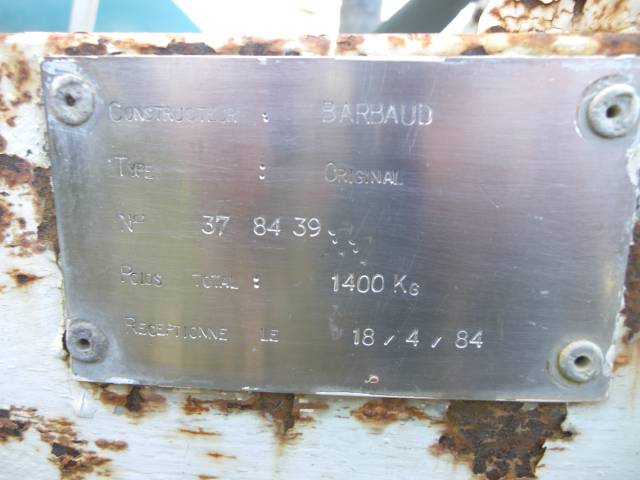 CONSTRUCTEUR : BARBAUD
TYPE : ORIGINAL
N° 37 84 39
POIDS TOTAL : 1400 KG
RECEPTIONNE LE 18/4/84